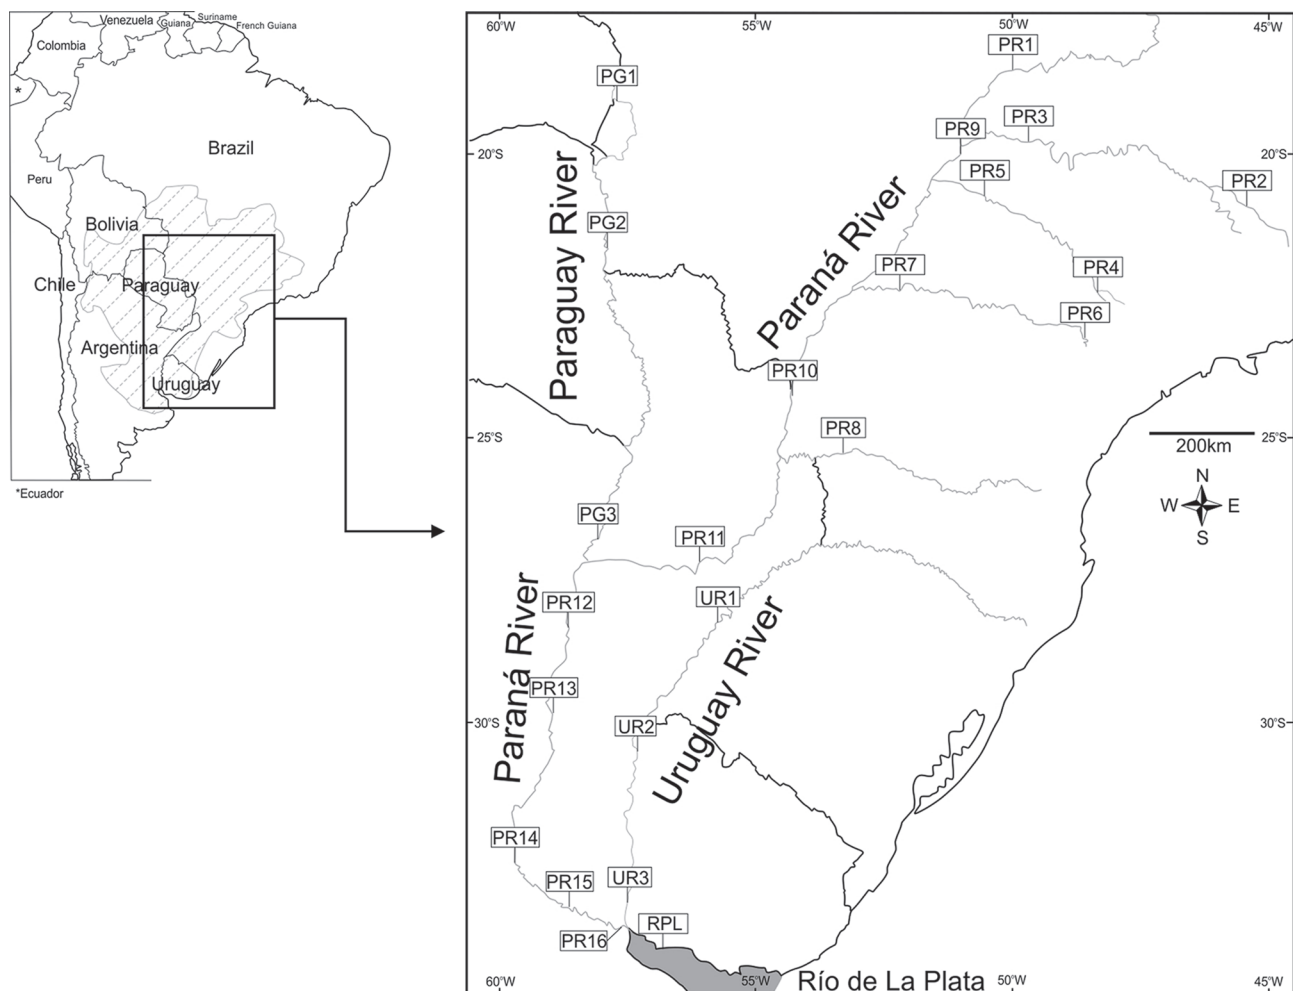 Venezuela
Guiana
Suriname
French Guiana
Colombia
*
Brazil
Peru
Bolivia
Chile
Paraguay
Argentina
Uruguay
*Ecuador
60°W
55°W
50°W
45°W
PR1
PG1
PR3
PR9
20°S
20°S
PR5
PR2
PG2
Paraguay River
Paraná River
PR7
PR4
PR6
PR10
PR8
25°S
25°S
200km
N
W
E
S
PG3
PR11
UR1
PR12
Paraná River
Uruguay River
PR13
30°S
UR2
30°S
PR14
UR3
PR15
RPL
PR16
60°W
55°W
Río de La Plata
50°W
45°W